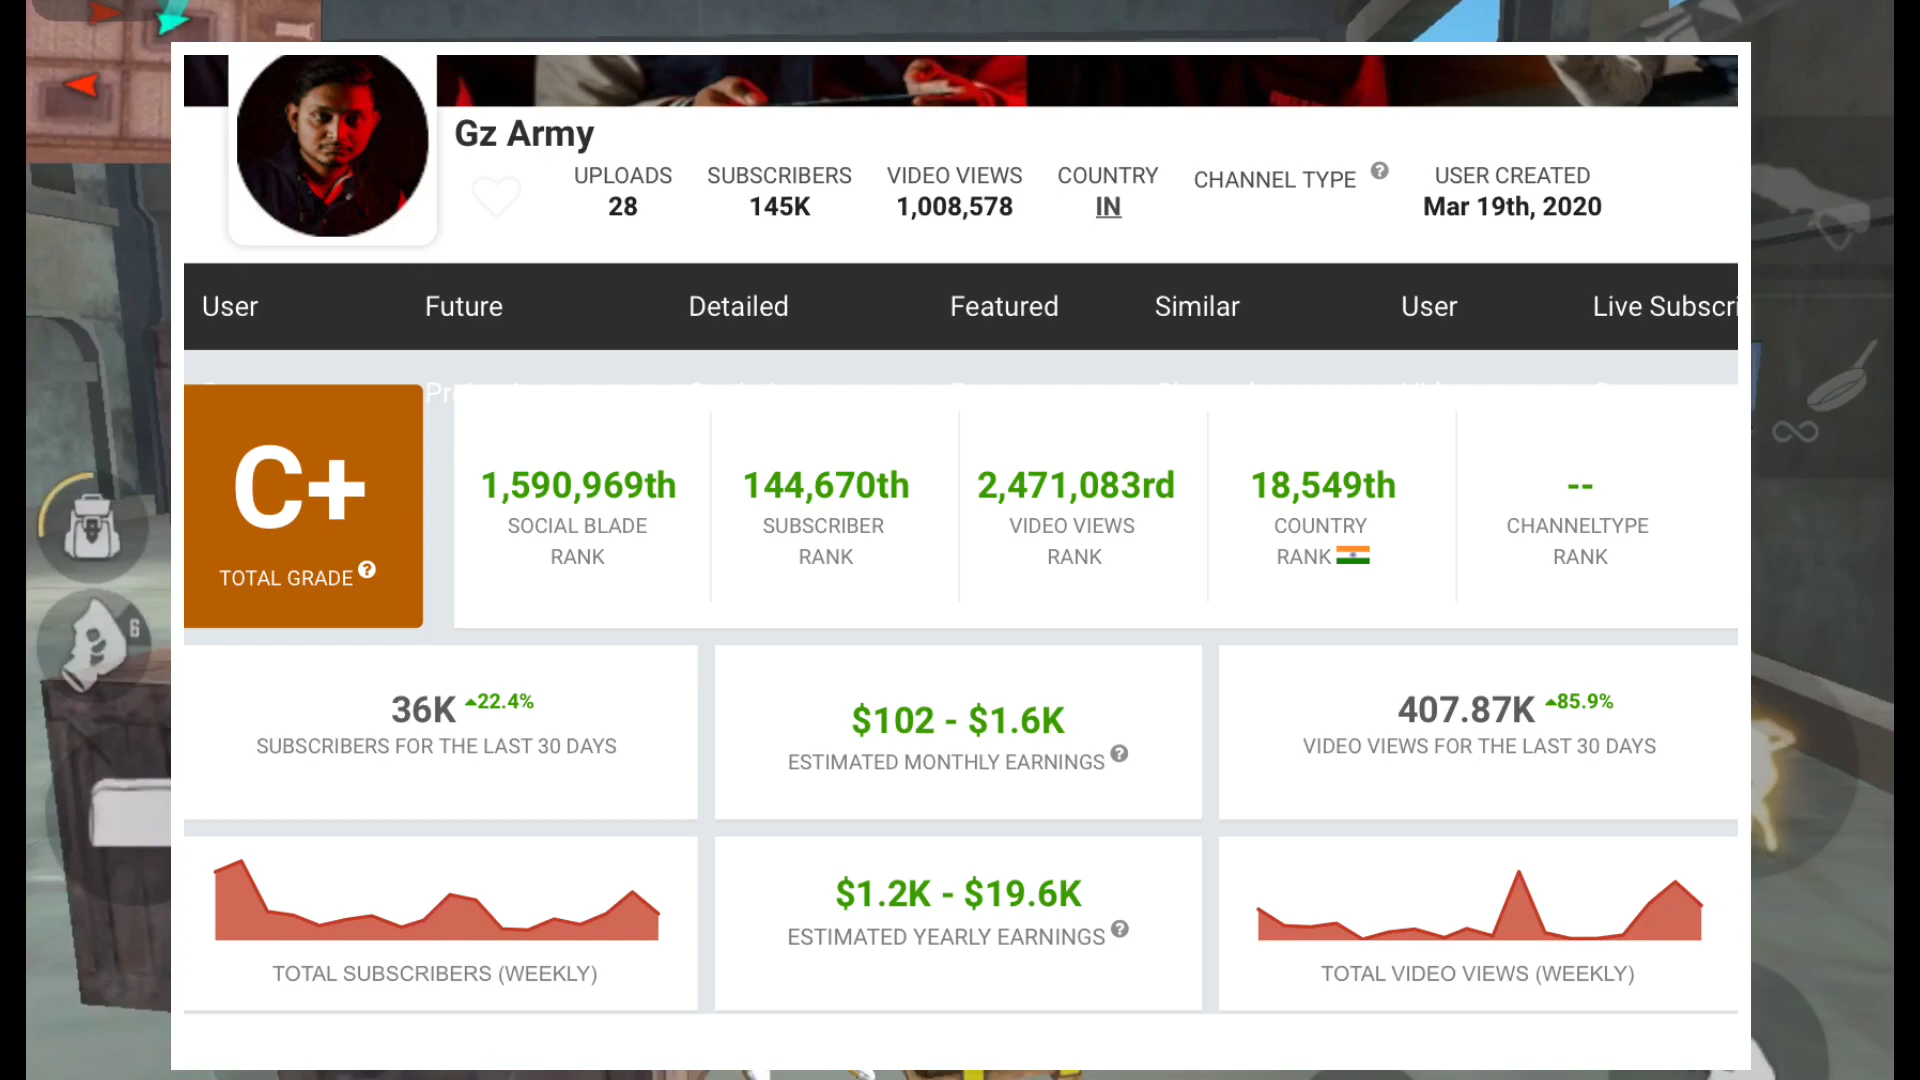 Gz Army
UPLOADS SUBSCRIBERS VIDEO VIEWS COUNTRY CHANNEL TYPE ? USER CREATED
28 145K 1,008,578 IN Mar 19th, 2020
User Future Detailed Featured Similar User Live Subscri
C+
TOTAL GRADE ?
1,590,969th 144,670th 2,471,083rd 18,549th --
SOCIAL BLADE SUBSCRIBER VIDEO VIEWS COUNTRY CHANNELTYPE
RANK RANK RANK RANK RANK
6
36K 22.4%
SUBSCRIBERS FOR THE LAST 30 DAYS
$102 - $1.6K
ESTIMATED MONTHLY EARNINGS ?
407.87K 85.9%
VIDEO VIEWS FOR THE LAST 30 DAYS
TOTAL SUBSCRIBERS (WEEKLY)
$1.2K - $19.6K
ESTIMATED YEARLY EARNINGS ?
TOTAL VIDEO VIEWS (WEEKLY)